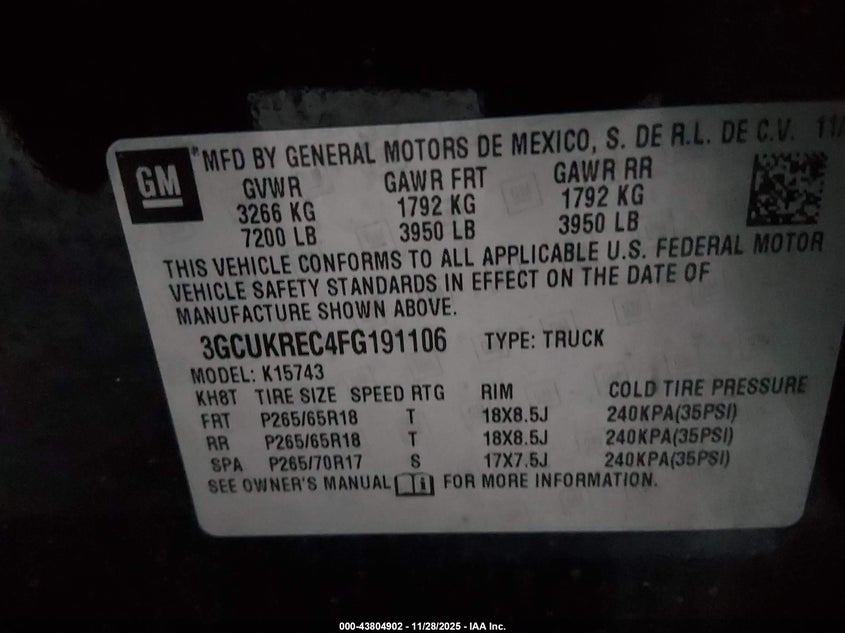 GM
*MFD BY GENERAL MOTORS DE MEXICO, S. DE R.L. DE C.V. 11/
GVWR GAWR FRT GAWR RR
3266 KG 1792 KG 1792 KG
7200 LB 3950 LB 3950 LB
THIS VEHICLE CONFORMS TO ALL APPLICABLE U.S. FEDERAL MOTOR
VEHICLE SAFETY STANDARDS IN EFFECT ON THE DATE OF
MANUFACTURE SHOWN ABOVE.
3GCUKREC4FG191106 TYPE: TRUCK
MODEL: K15743
KH8T TIRE SIZE SPEED RTG RIM COLD TIRE PRESSURE
FRT P265/65R18 T 18X8.5J 240KPA(35PSI)
RR P265/65R18 T 18X8.5J 240KPA(35PSI)
SPA P265/70R17 S 17X7.5J 240KPA(35PSI)
SEE OWNER'S MANUAL i FOR MORE INFORMATION.
000-43804902 - 11/28/2025 - IAA Inc.